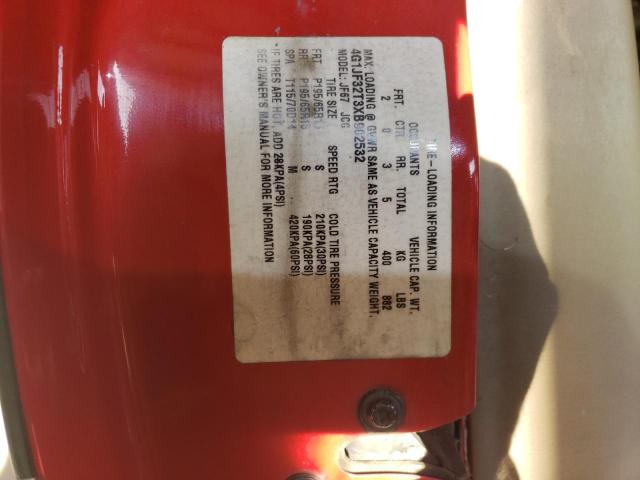 TIRE-LOADING INFORMATION
OCCUPANTS VEHICLE CAP. WT.
FRT. CTR. RR. TOTAL KG LBS
2 0 3 5 400 882
MAX. LOADING @ GVWR SAME AS VEHICLE CAPACITY WEIGHT.
4G1JF32T3XB902532
MODEL: JF67 JCG
TIRE SIZE SPEED RTG COLD TIRE PRESSURE
FRT P195/65R15 S 210KPA(30PSI)
RR P195/65R15 S 190KPA(28PSI)
SPA T115/70D14 M 420KPA(60PSI)
*IF TIRES ARE HOT, ADD 28KPA(4PSI)
SEE OWNER'S MANUAL FOR MORE INFORMATION